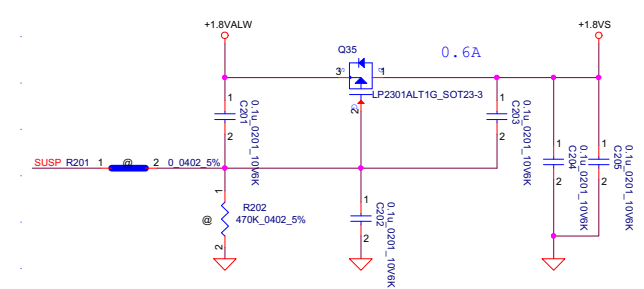 +1.8VALW
+1.8VS
Q35
0.6A
3
1
LP2301ALT1G_SOT23-3
2
1
C201
0.1u_0201_10V6K
2
1
C203
0.1u_0201_10V6K
2
1
C204
0.1u_0201_10V6K
2
1
C205
0.1u_0201_10V6K
2
SUSP R201 1 @ 2 0_0402_5%
1
R202
@ 470K_0402_5%
2
1
C202
0.1u_0201_10V6K
2